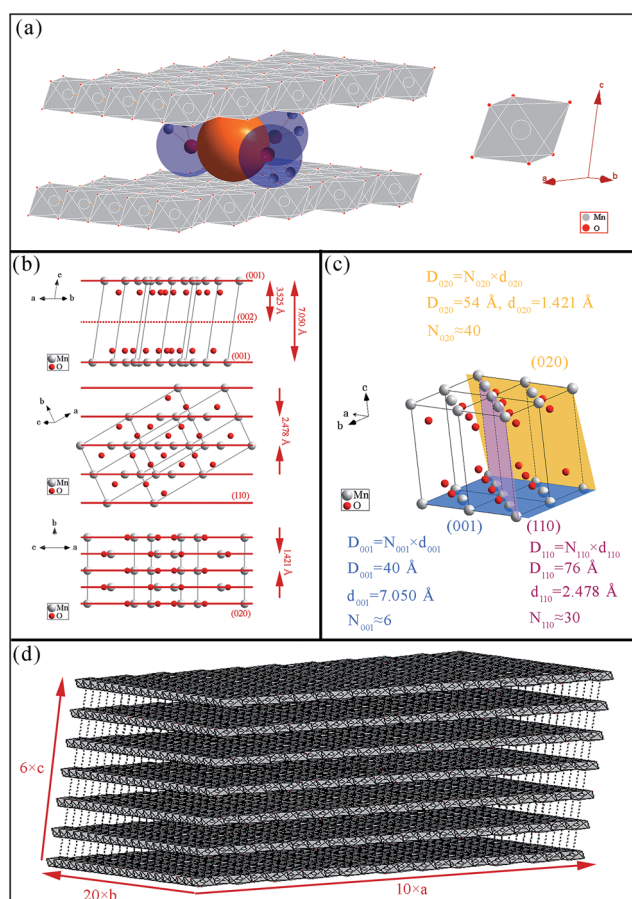 (a)
c
a
b
Mn
O
(b)
c
a
b
(001)
3.525 Å
7.050 Å
(002)
(001)
Mn
O
b
c
a
2.478 Å
(110)
Mn
O
b
c
a
1.421 Å
(020)
Mn
O
(c)
D₀₂₀=N₀₂₀×d₀₂₀
D₀₂₀=54 Å, d₀₂₀=1.421 Å
N₀₂₀≈40
(020)
c
a
b
Mn
O
(001)
(110)
D₀₀₁=N₀₀₁×d₀₀₁
D₀₀₁=40 Å
d₀₀₁=7.050 Å
N₀₀₁≈6
D₁₁₀=N₁₁₀×d₁₁₀
D₁₁₀=76 Å
d₁₁₀=2.478 Å
N₁₁₀≈30
(d)
6×c
20×b
10×a